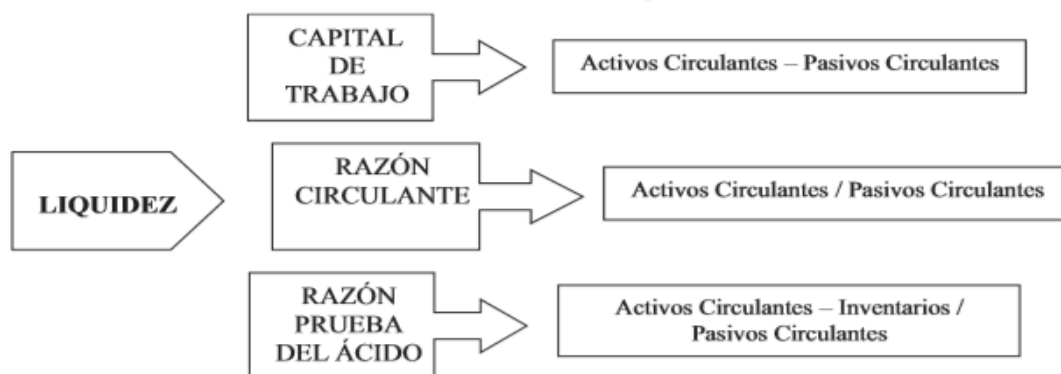 CAPITAL
DE
TRABAJO
Activos Circulantes – Pasivos Circulantes
LIQUIDEZ
RAZÓN
CIRCULANTE
Activos Circulantes / Pasivos Circulantes
RAZÓN
PRUEBA
DEL ÁCIDO
Activos Circulantes – Inventarios /
Pasivos Circulantes